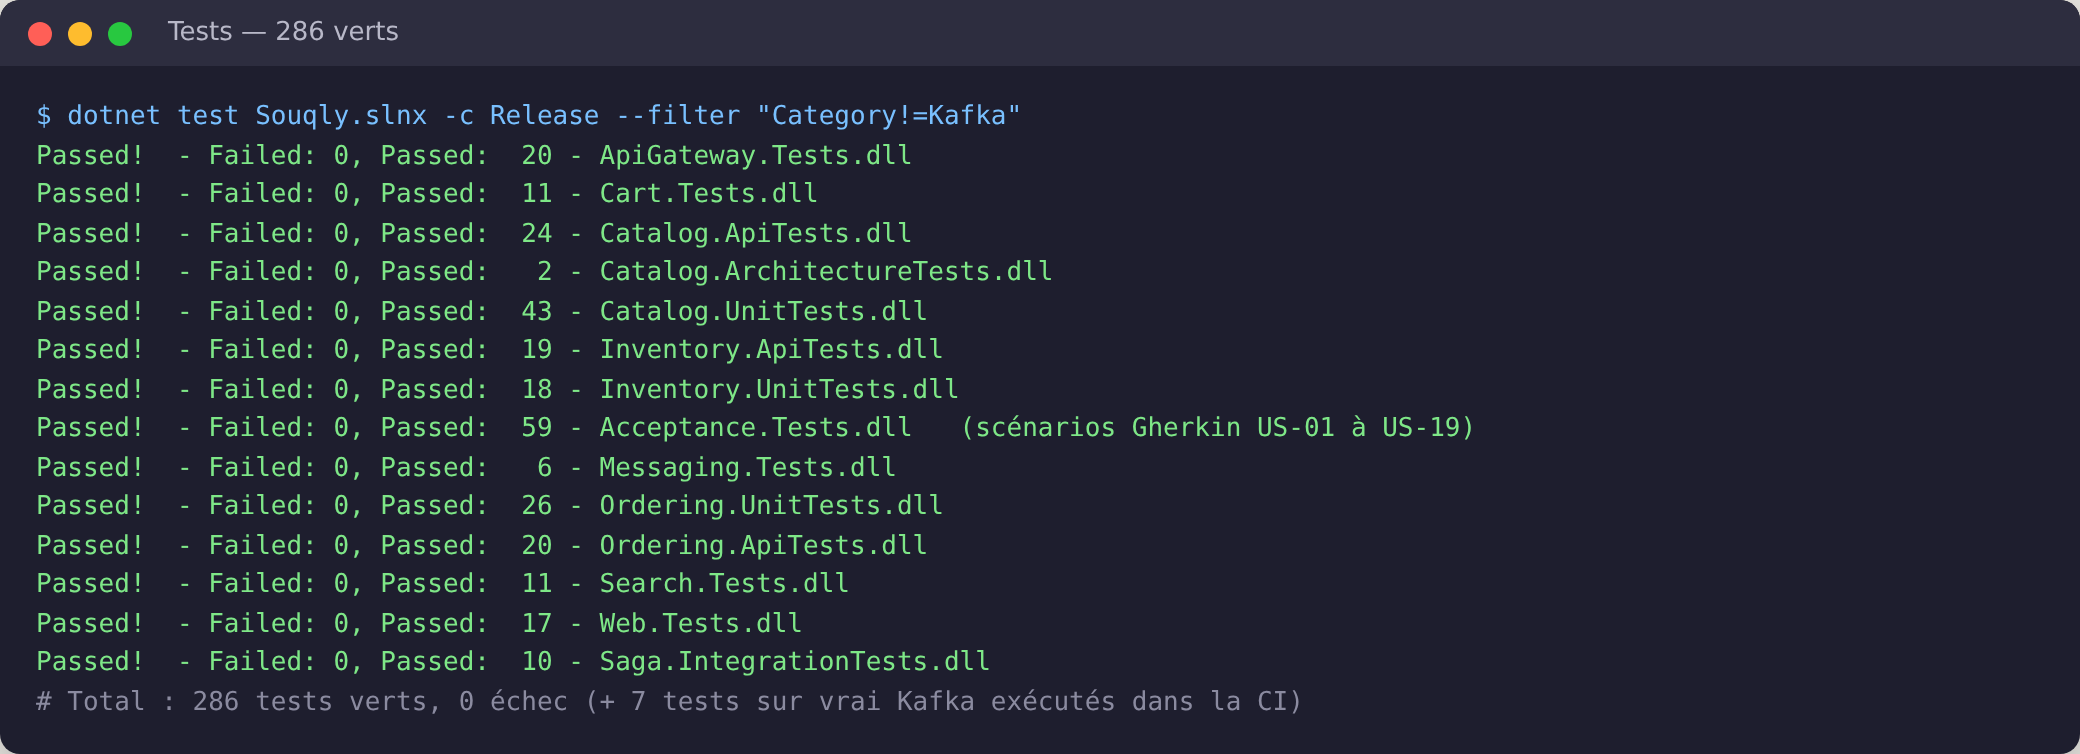 Tests — 286 verts
$ dotnet test Souqly.slnx -c Release --filter "Category!=Kafka"
Passed!  - Failed: 0, Passed:  20 - ApiGateway.Tests.dll
Passed!  - Failed: 0, Passed:  11 - Cart.Tests.dll
Passed!  - Failed: 0, Passed:  24 - Catalog.ApiTests.dll
Passed!  - Failed: 0, Passed:   2 - Catalog.ArchitectureTests.dll
Passed!  - Failed: 0, Passed:  43 - Catalog.UnitTests.dll
Passed!  - Failed: 0, Passed:  19 - Inventory.ApiTests.dll
Passed!  - Failed: 0, Passed:  18 - Inventory.UnitTests.dll
Passed!  - Failed: 0, Passed:  59 - Acceptance.Tests.dll   (scénarios Gherkin US-01 à US-19)
Passed!  - Failed: 0, Passed:   6 - Messaging.Tests.dll
Passed!  - Failed: 0, Passed:  26 - Ordering.UnitTests.dll
Passed!  - Failed: 0, Passed:  20 - Ordering.ApiTests.dll
Passed!  - Failed: 0, Passed:  11 - Search.Tests.dll
Passed!  - Failed: 0, Passed:  17 - Web.Tests.dll
Passed!  - Failed: 0, Passed:  10 - Saga.IntegrationTests.dll
# Total : 286 tests verts, 0 échec (+ 7 tests sur vrai Kafka exécutés dans la CI)